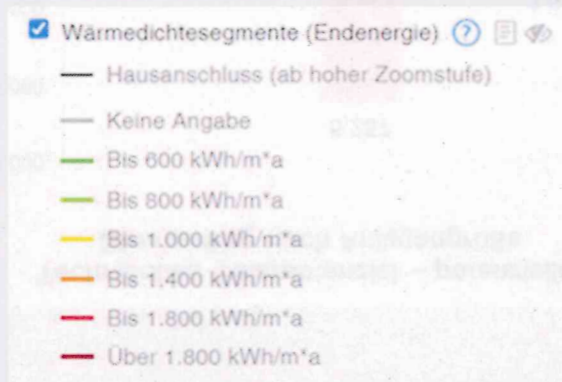 Wärmedichtesegmente (Endenergie)
Hausanschluss (ab hoher Zoomstufe)
Keine Angabe
Bis 600 kWh/m*a
Bis 800 kWh/m*a
Bis 1.000 kWh/m*a
Bis 1.400 kWh/m*a
Bis 1.800 kWh/m*a
Über 1.800 kWh/m*a